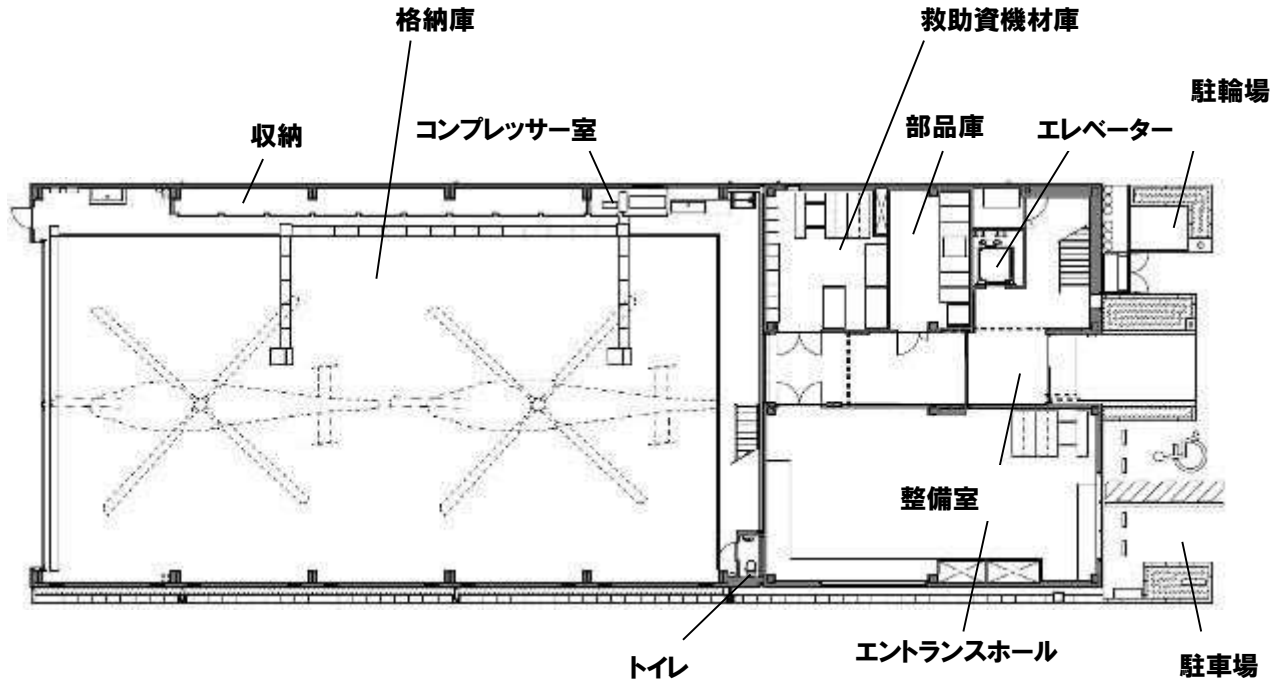 格納庫
救助資機材庫
駐輪場
収納
コンプレッサー室
部品庫
エレベーター
整備室
トイレ
エントランスホール
駐車場